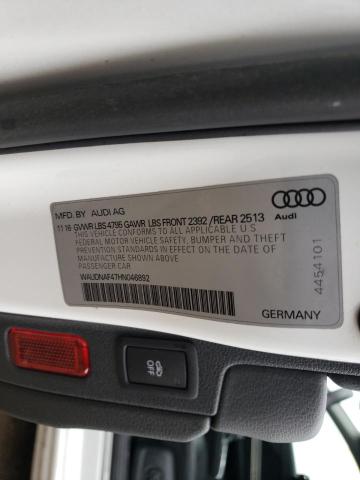 MFD. BY AUDI AG
11 16 GVWR LBS 4795 GAWR LBS FRONT 2392 /REAR 2513
THIS VEHICLE CONFORMS TO ALL APPLICABLE U S
FEDERAL MOTOR VEHICLE SAFETY, BUMPER AND THEFT
PREVENTION STANDARDS IN EFFECT ON THE DATE OF
MANUFACTURE SHOWN ABOVE
PASSENGER CAR
WAUDNAF47HN046892
Audi
4454101
GERMANY
OFF